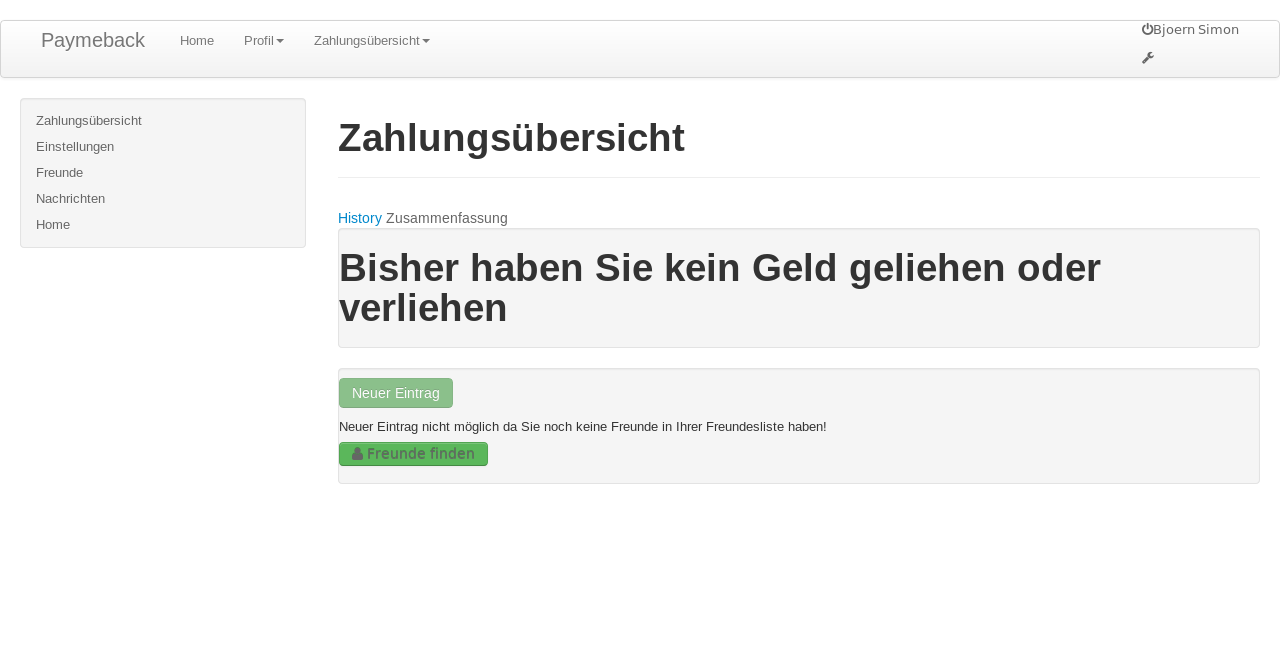 Paymeback Home Profil Zahlungsübersicht Bjoern Simon
Zahlungsübersicht
Einstellungen
Freunde
Nachrichten
Home
Zahlungsübersicht
History Zusammenfassung
Bisher haben Sie kein Geld geliehen oder
verliehen
Neuer Eintrag
Neuer Eintrag nicht möglich da Sie noch keine Freunde in Ihrer Freundesliste haben!
Freunde finden